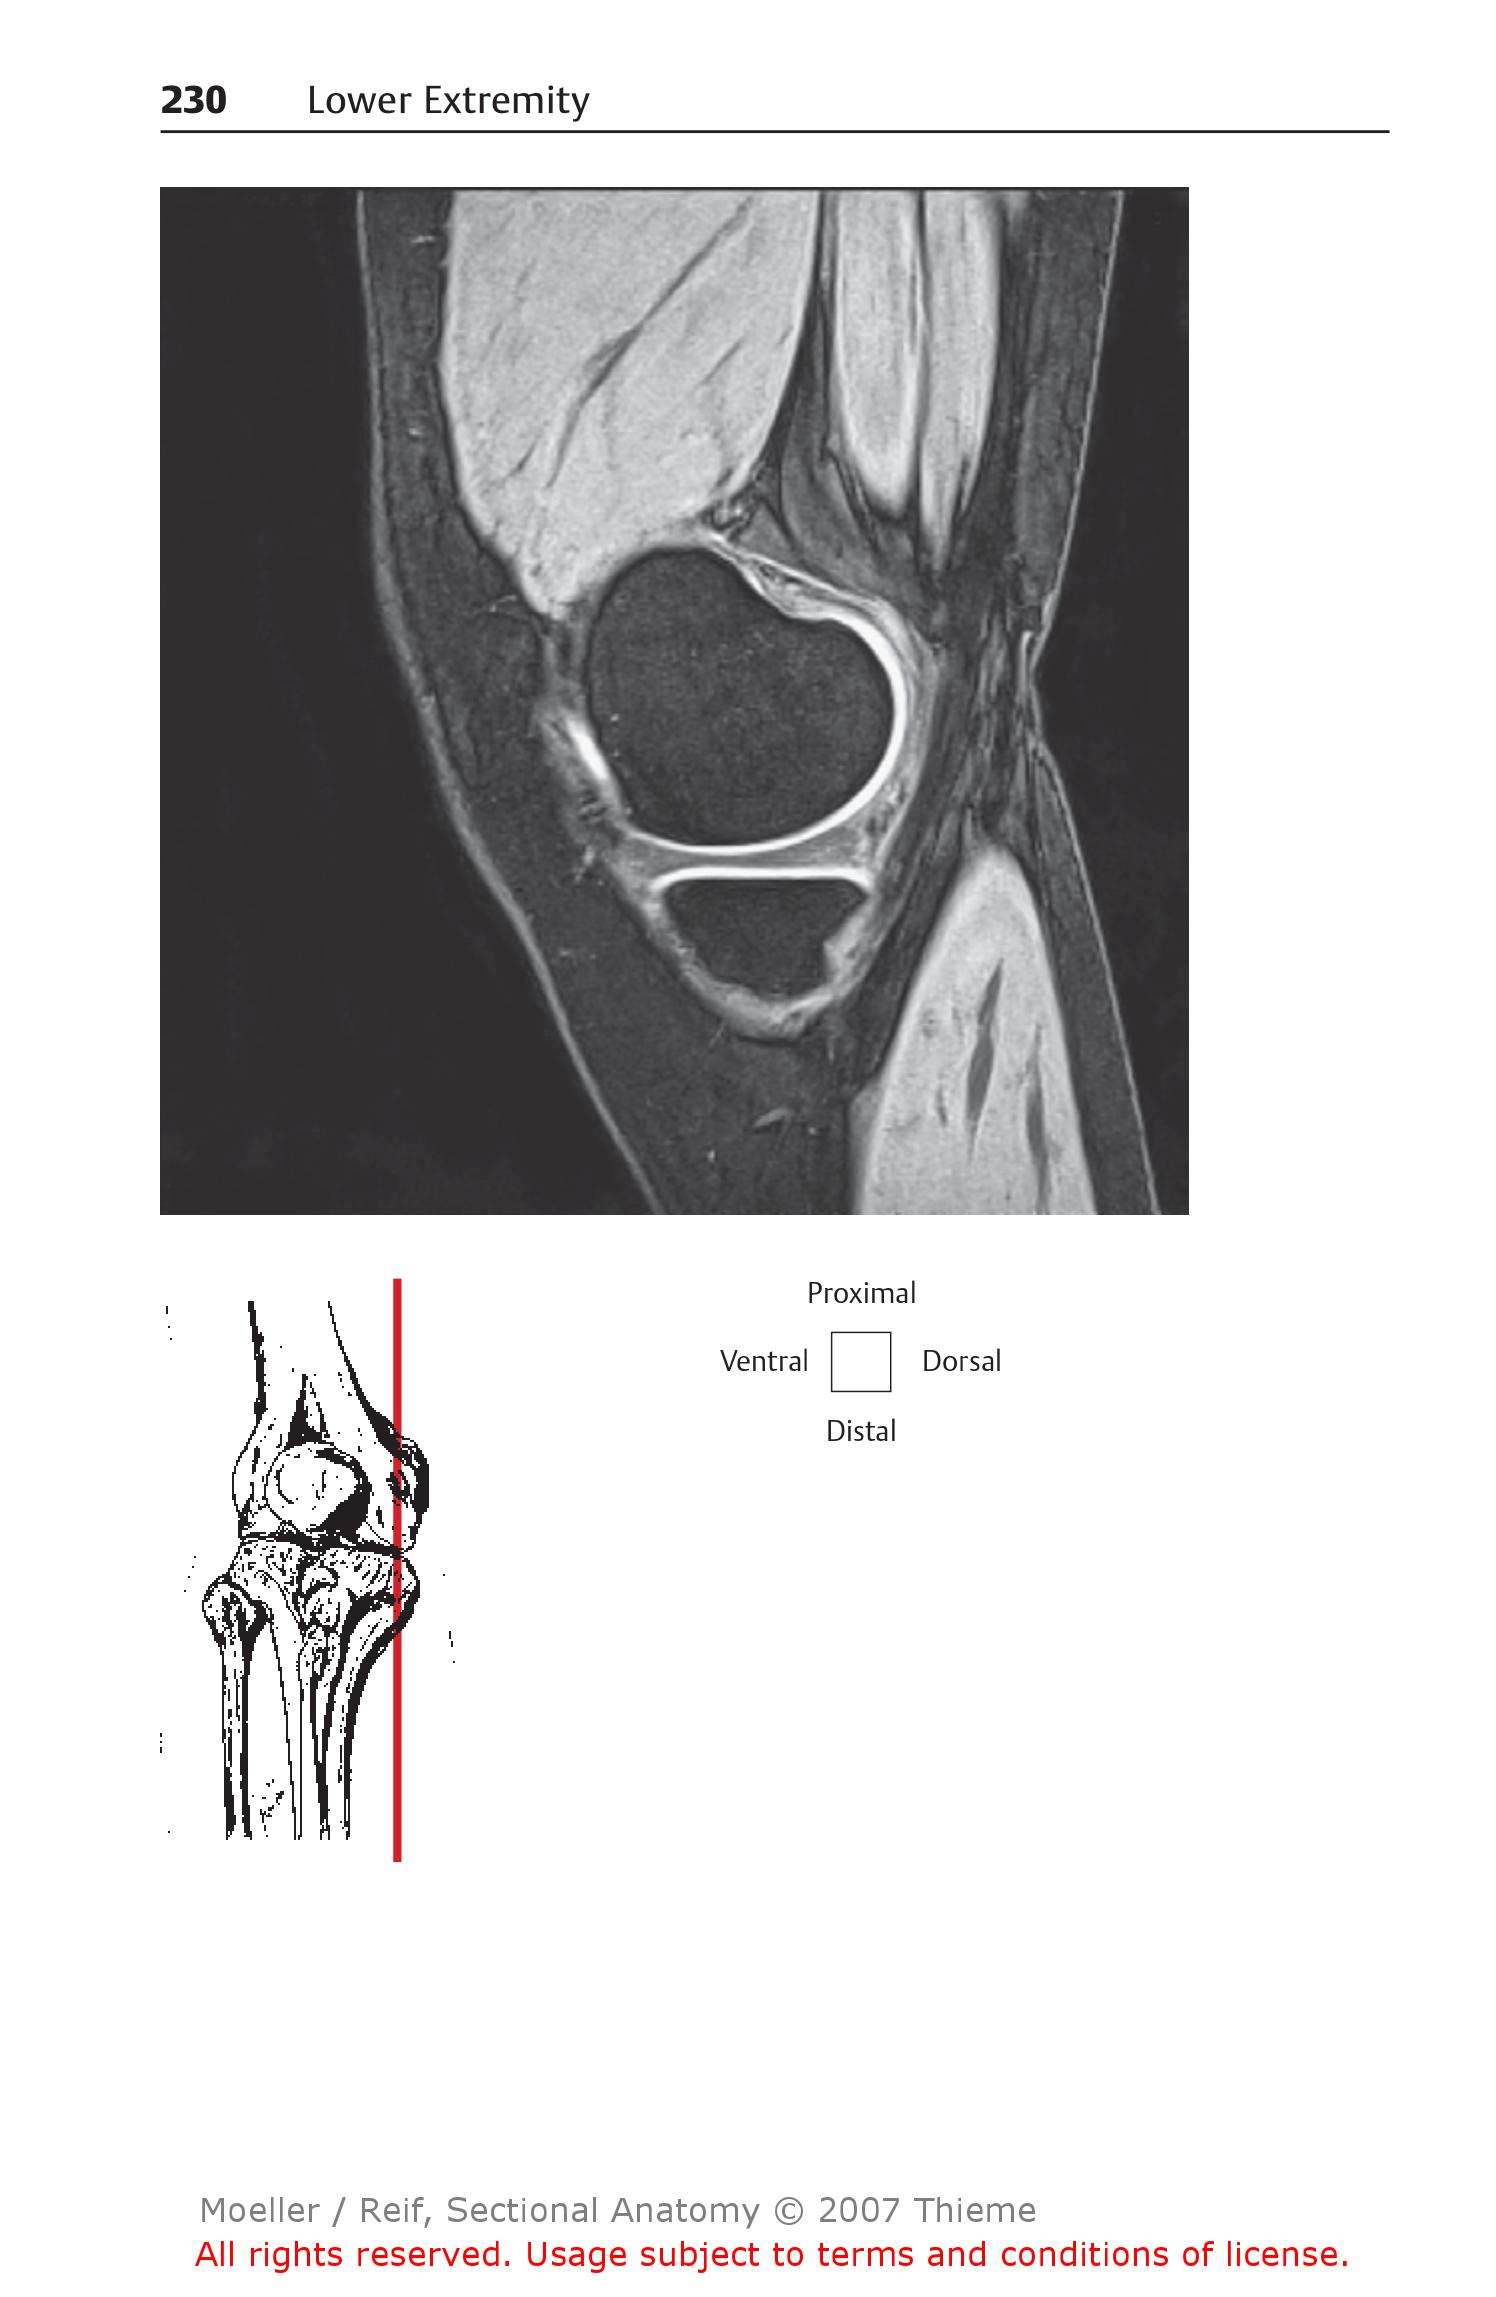 230 Lower Extremity
Proximal
Ventral Dorsal
Distal
Moeller / Reif, Sectional Anatomy © 2007 Thieme
All rights reserved. Usage subject to terms and conditions of license.